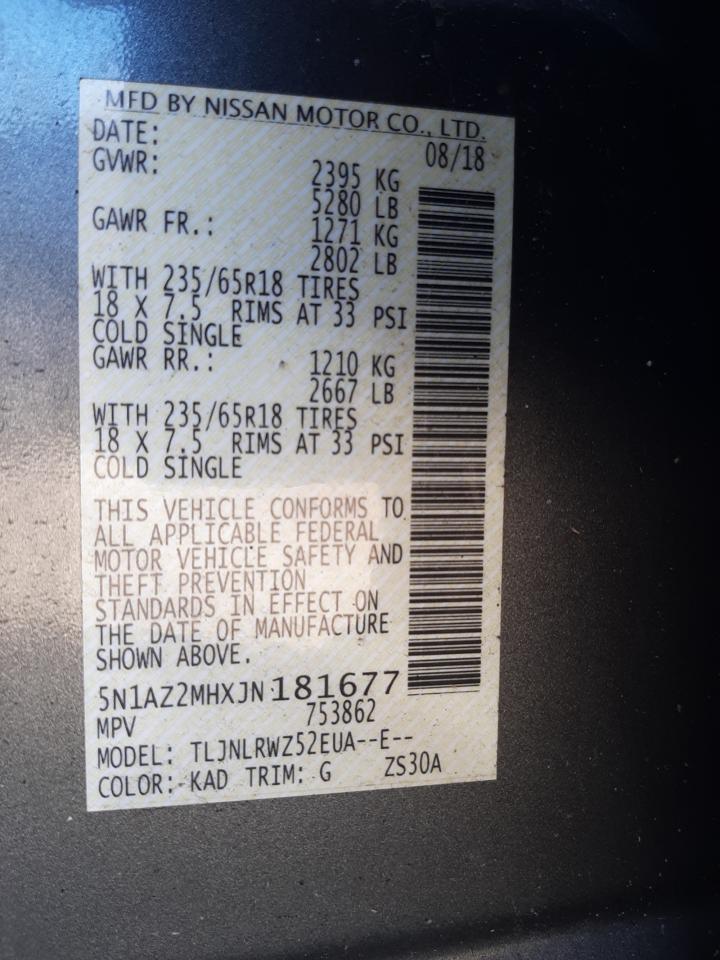 MFD BY NISSAN MOTOR CO., LTD.
DATE: 08/18
GVWR: 2395 KG
5280 LB
GAWR FR.: 1271 KG
2802 LB
WITH 235/65R18 TIRES
18 X 7.5 RIMS AT 33 PSI
COLD SINGLE
GAWR RR.: 1210 KG
2667 LB
WITH 235/65R18 TIRES
18 X 7.5 RIMS AT 33 PSI
COLD SINGLE
THIS VEHICLE CONFORMS TO
ALL APPLICABLE FEDERAL
MOTOR VEHICLE SAFETY AND
THEFT PREVENTION
STANDARDS IN EFFECT ON
THE DATE OF MANUFACTURE
SHOWN ABOVE.
5N1AZ2MHXJN181677
MPV 753862
MODEL: TLJNLRWZ52EUA--E--
COLOR: KAD TRIM: G ZS30A